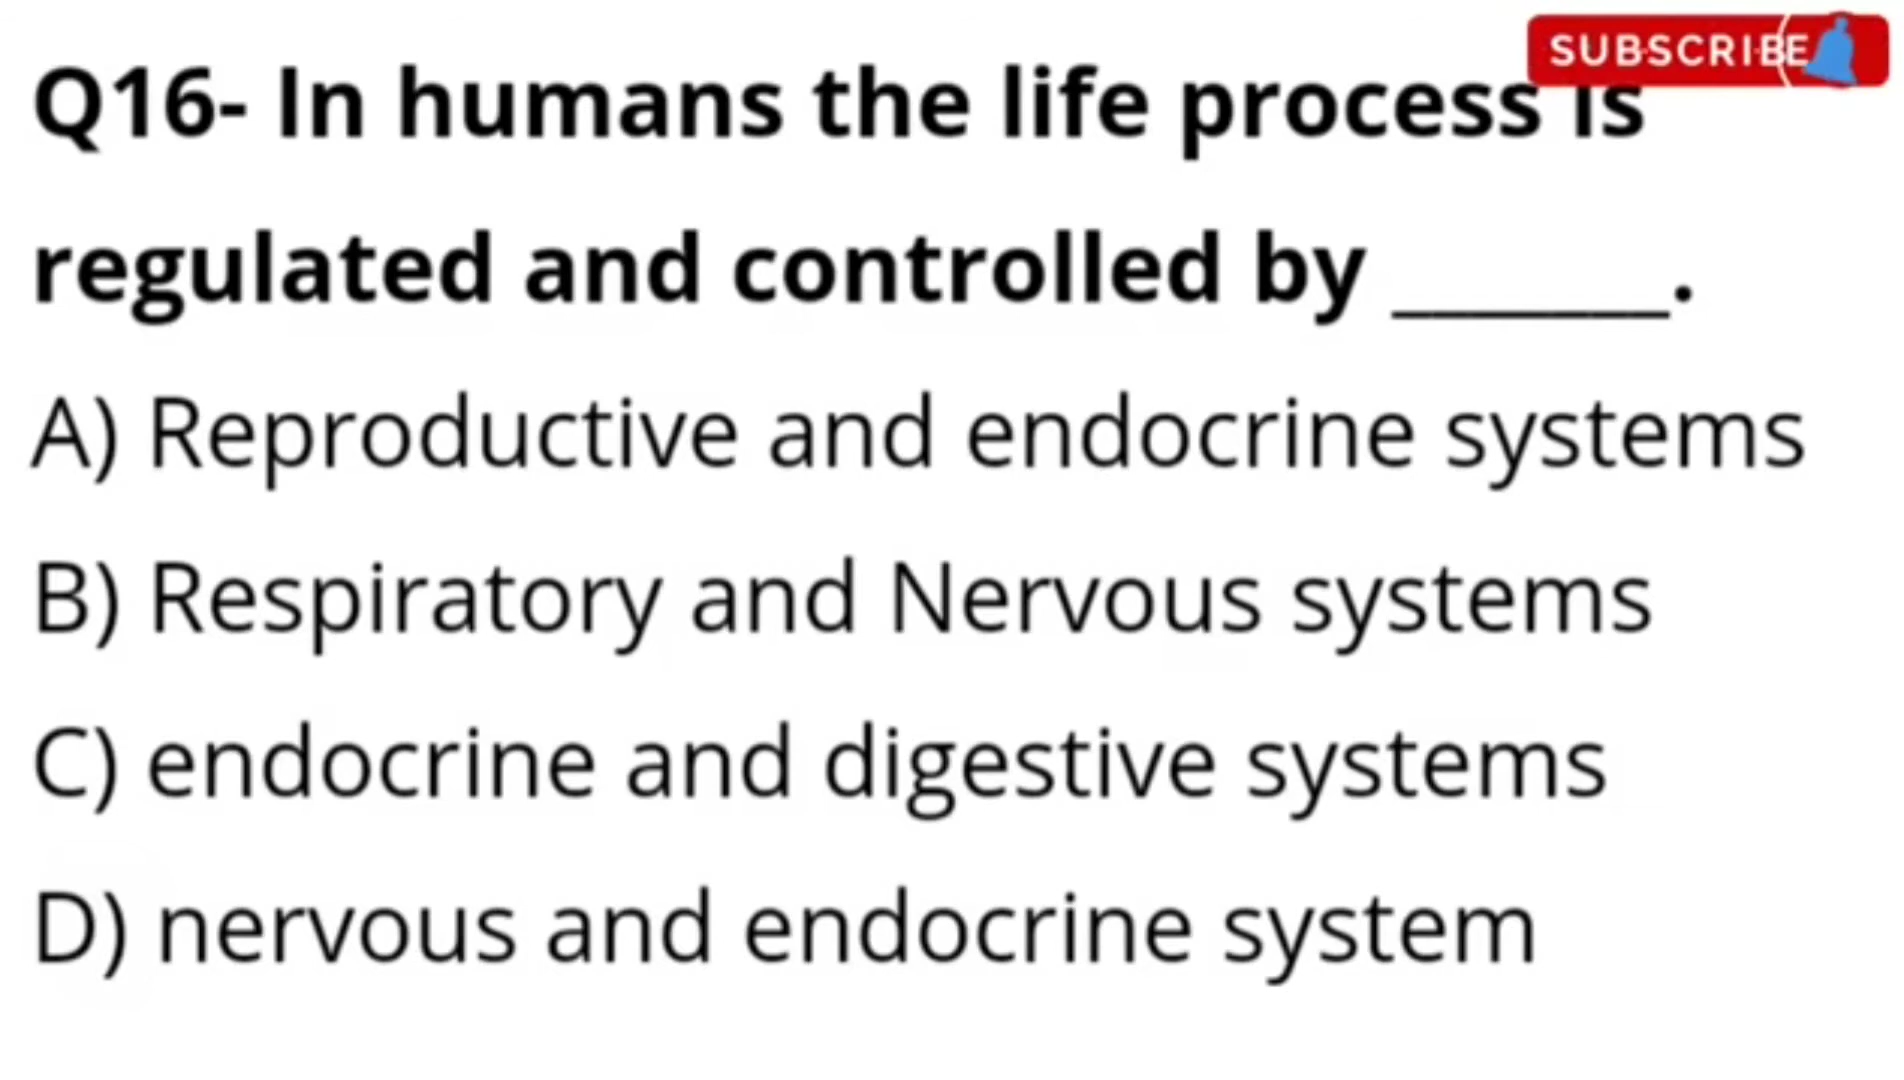 SUBSCRIBE
Q16- In humans the life process is
regulated and controlled by _______.
A) Reproductive and endocrine systems
B) Respiratory and Nervous systems
C) endocrine and digestive systems
D) nervous and endocrine system